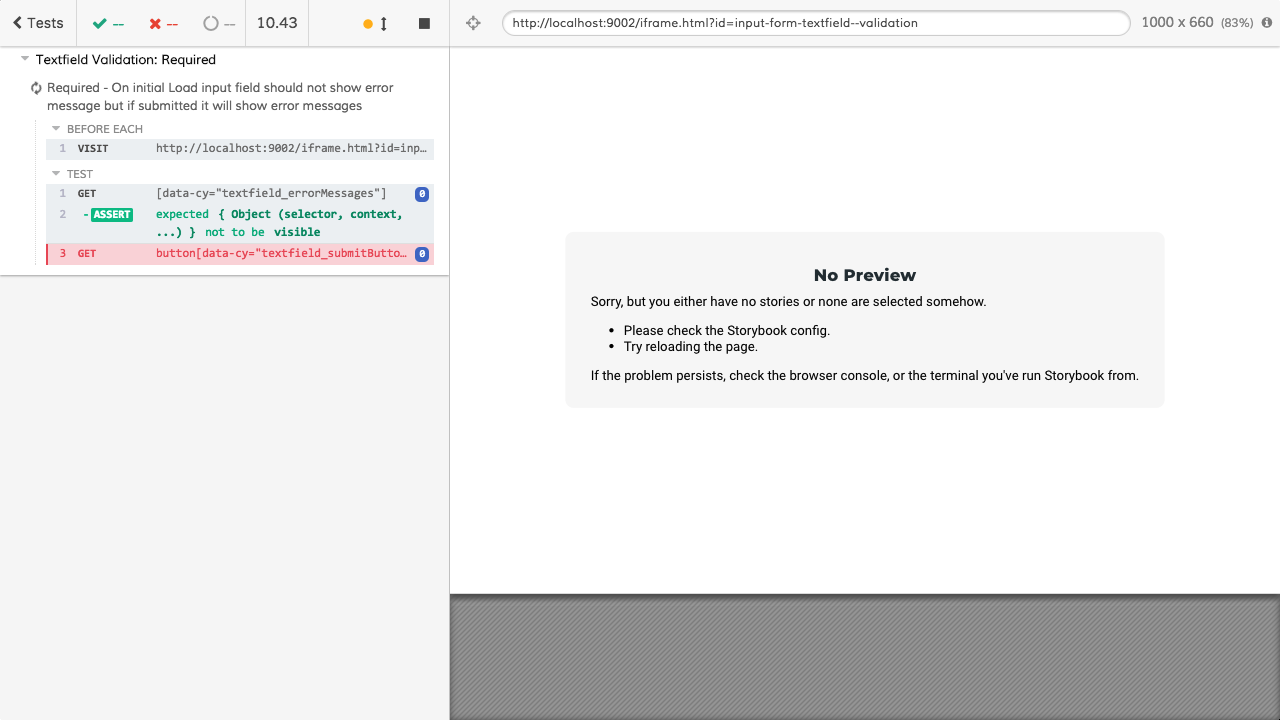 Tests
--
--
--
10.43
http://localhost:9002/iframe.html?id=input-form-textfield--validation
1000 x 660 (83%)
Textfield Validation: Required
Required - On initial Load input field should not show error
message but if submitted it will show error messages
BEFORE EACH
1 VISIT http://localhost:9002/iframe.html?id=inp…
TEST
1 GET [data-cy="textfield_errorMessages"] 0
2 -ASSERT expected { Object (selector, context,
...) } not to be visible
3 GET button[data-cy="textfield_submitButto… 0
No Preview
Sorry, but you either have no stories or none are selected somehow.
• Please check the Storybook config.
• Try reloading the page.
If the problem persists, check the browser console, or the terminal you've run Storybook from.